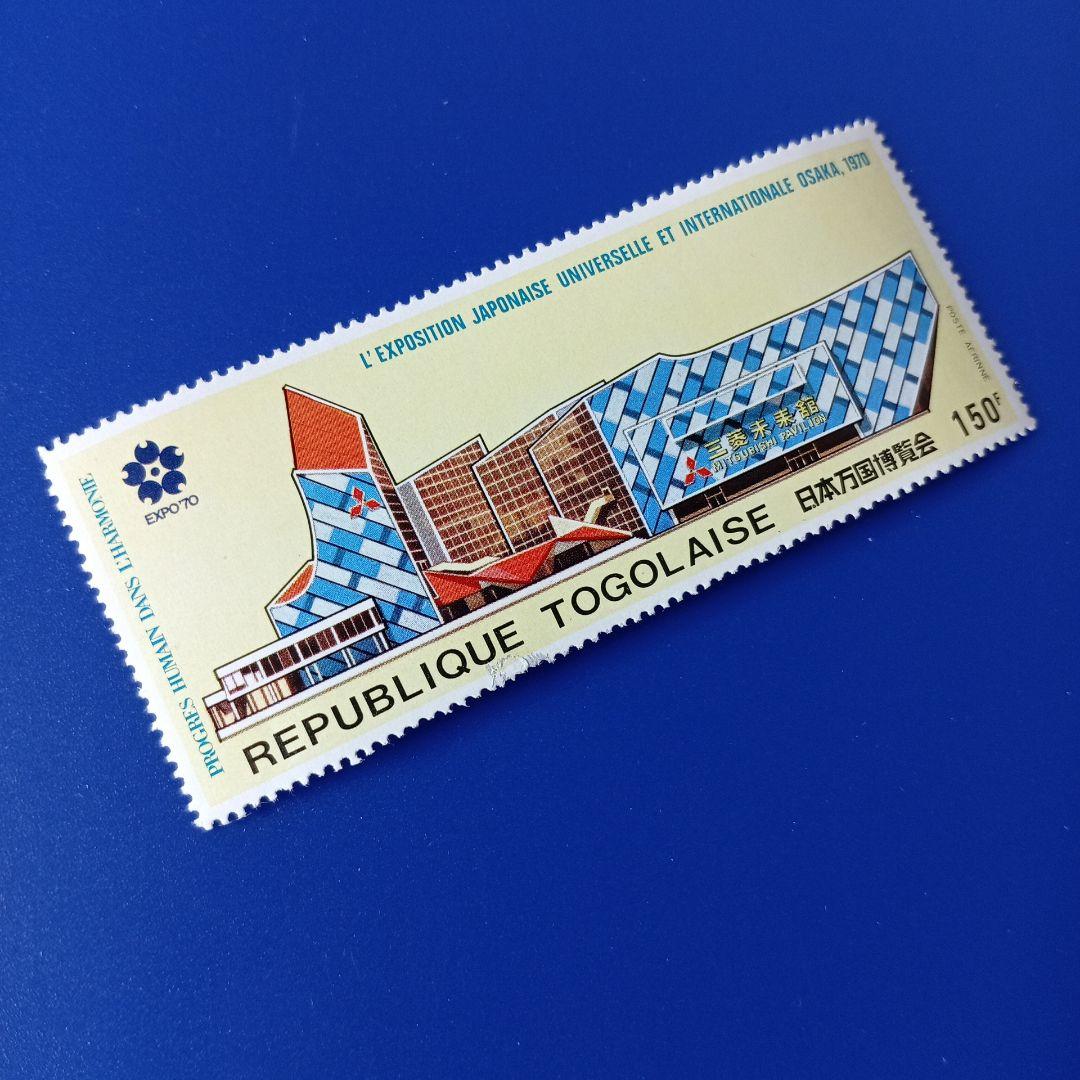 L'EXPOSITION JAPONAISE UNIVERSELLE ET INTERNATIONALE OSAKA, 1970
EXPO'70
PROGRES HUMAIN DANS L'HARMONIE
三菱未来館
MITSUBISHI PAVILION
POSTE AERINNE
150F
REPUBLIQUE TOGOLAISE 日本万国博覧会